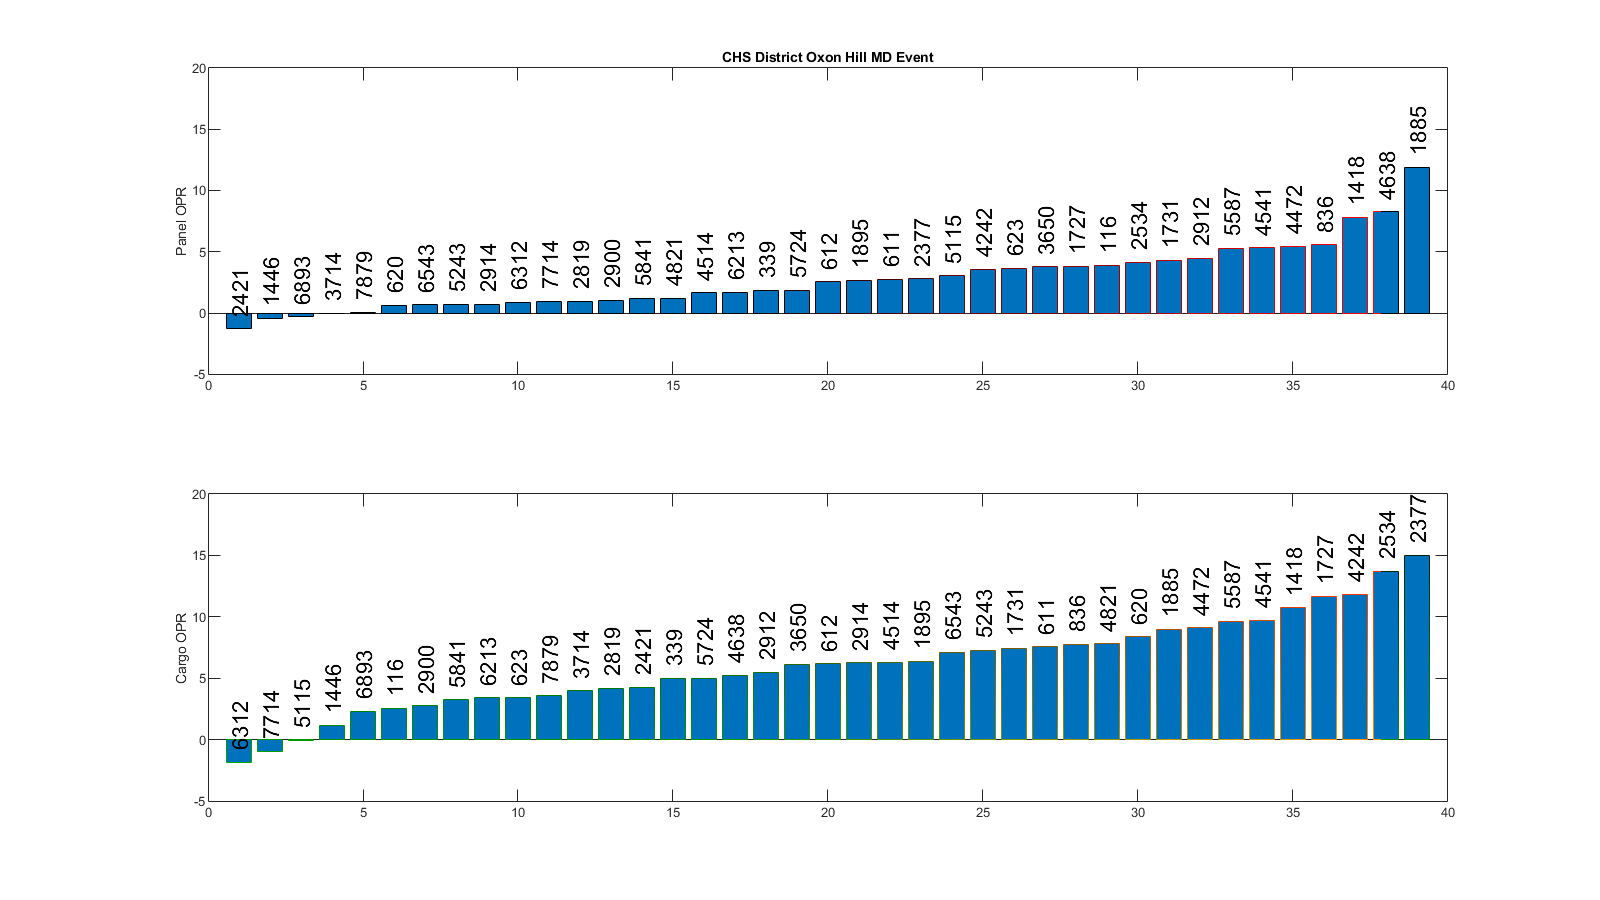 CHS District Oxon Hill MD Event
Panel OPR
20
15
10
5
0
-5
2421 1446 6893 3714 7879 620 6543 5243 2914 6312 7714 2819 2900 5841 4821 4514 6213 339 5724 612 1895 611 2377 5115 4242 623 3650 1727 116 2534 1731 2912 5587 4541 4472 836 1418 4638 1885
0 5 10 15 20 25 30 35 40
Cargo OPR
20
15
10
5
0
-5
6312 7714 5115 1446 6893 116 2900 5841 6213 623 7879 3714 2819 2421 339 5724 4638 2912 3650 612 2914 4514 1895 6543 5243 1731 611 836 4821 620 1885 4472 5587 4541 1418 1727 4242 2534 2377
0 5 10 15 20 25 30 35 40